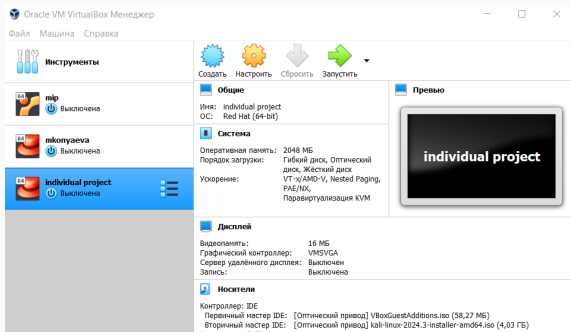 Oracle VM VirtualBox Менеджер
Файл Машина Справка
Инструменты
Создать Настроить Сбросить Запустить
64
mip
Выключена
64
mkonyaeva
Выключена
64
individual project
Выключена
Общие
Имя: individual project
ОС: Red Hat (64-bit)
Превью
individual project
Система
Оперативная память: 2048 МБ
Порядок загрузки: Гибкий диск, Оптический
диск, Жёсткий диск
Ускорение: VT-x/AMD-V, Nested Paging,
PAE/NX,
Паравиртуализация KVM
Дисплей
Видеопамять: 16 МБ
Графический контроллер: VMSVGA
Сервер удалённого дисплея: Выключен
Запись: Выключена
Носители
Контроллер: IDE
Первичный мастер IDE: [Оптический привод] VBoxGuestAdditions.iso (58,27 МБ)
Вторичный мастер IDE: [Оптический привод] kali-linux-2024.3-installer-amd64.iso (4,03 ГБ)